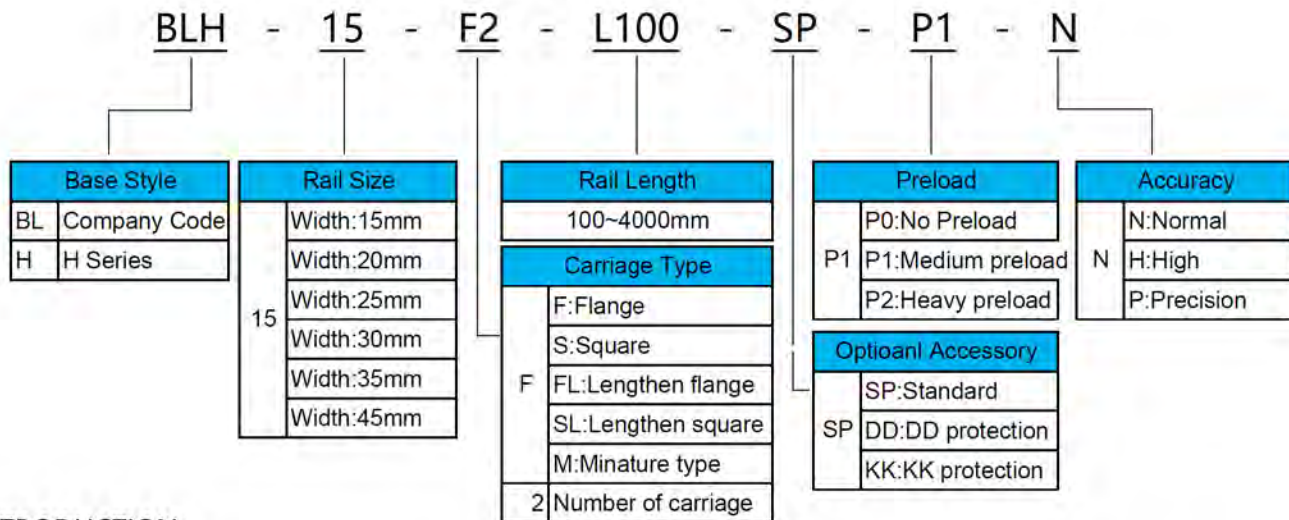 BLH - 15 - F2 - L100 - SP - P1 - N
Base Style
BL Company Code
H H Series
Rail Size
15
Width:15mm
Width:20mm
Width:25mm
Width:30mm
Width:35mm
Width:45mm
Rail Length
100~4000mm
Carriage Type
F
F:Flange
S:Square
FL:Lengthen flange
SL:Lengthen square
M:Minature type
2 Number of carriage
Preload
P1
P0:No Preload
P1:Medium preload
P2:Heavy preload
Optioanl Accessory
SP
SP:Standard
DD:DD protection
KK:KK protection
Accuracy
N
N:Normal
H:High
P:Precision